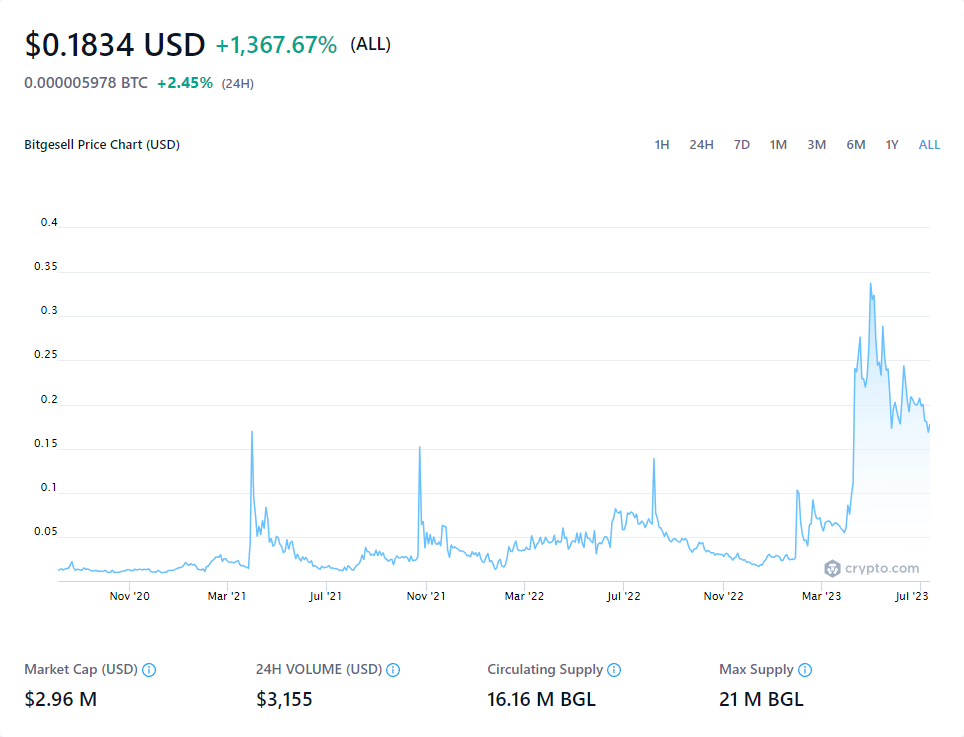 $0.1834 USD +1,367.67% (ALL)
0.000005978 BTC +2.45% (24H)
Bitgesell Price Chart (USD) 1H 24H 7D 1M 3M 6M 1Y ALL
0.4
0.35
0.3
0.25
0.2
0.15
0.1
0.05
crypto.com
Nov '20 Mar '21 Jul '21 Nov '21 Mar '22 Jul '22 Nov '22 Mar '23 Jul '23
Market Cap (USD) 24H VOLUME (USD) Circulating Supply Max Supply
$2.96 M $3,155 16.16 M BGL 21 M BGL